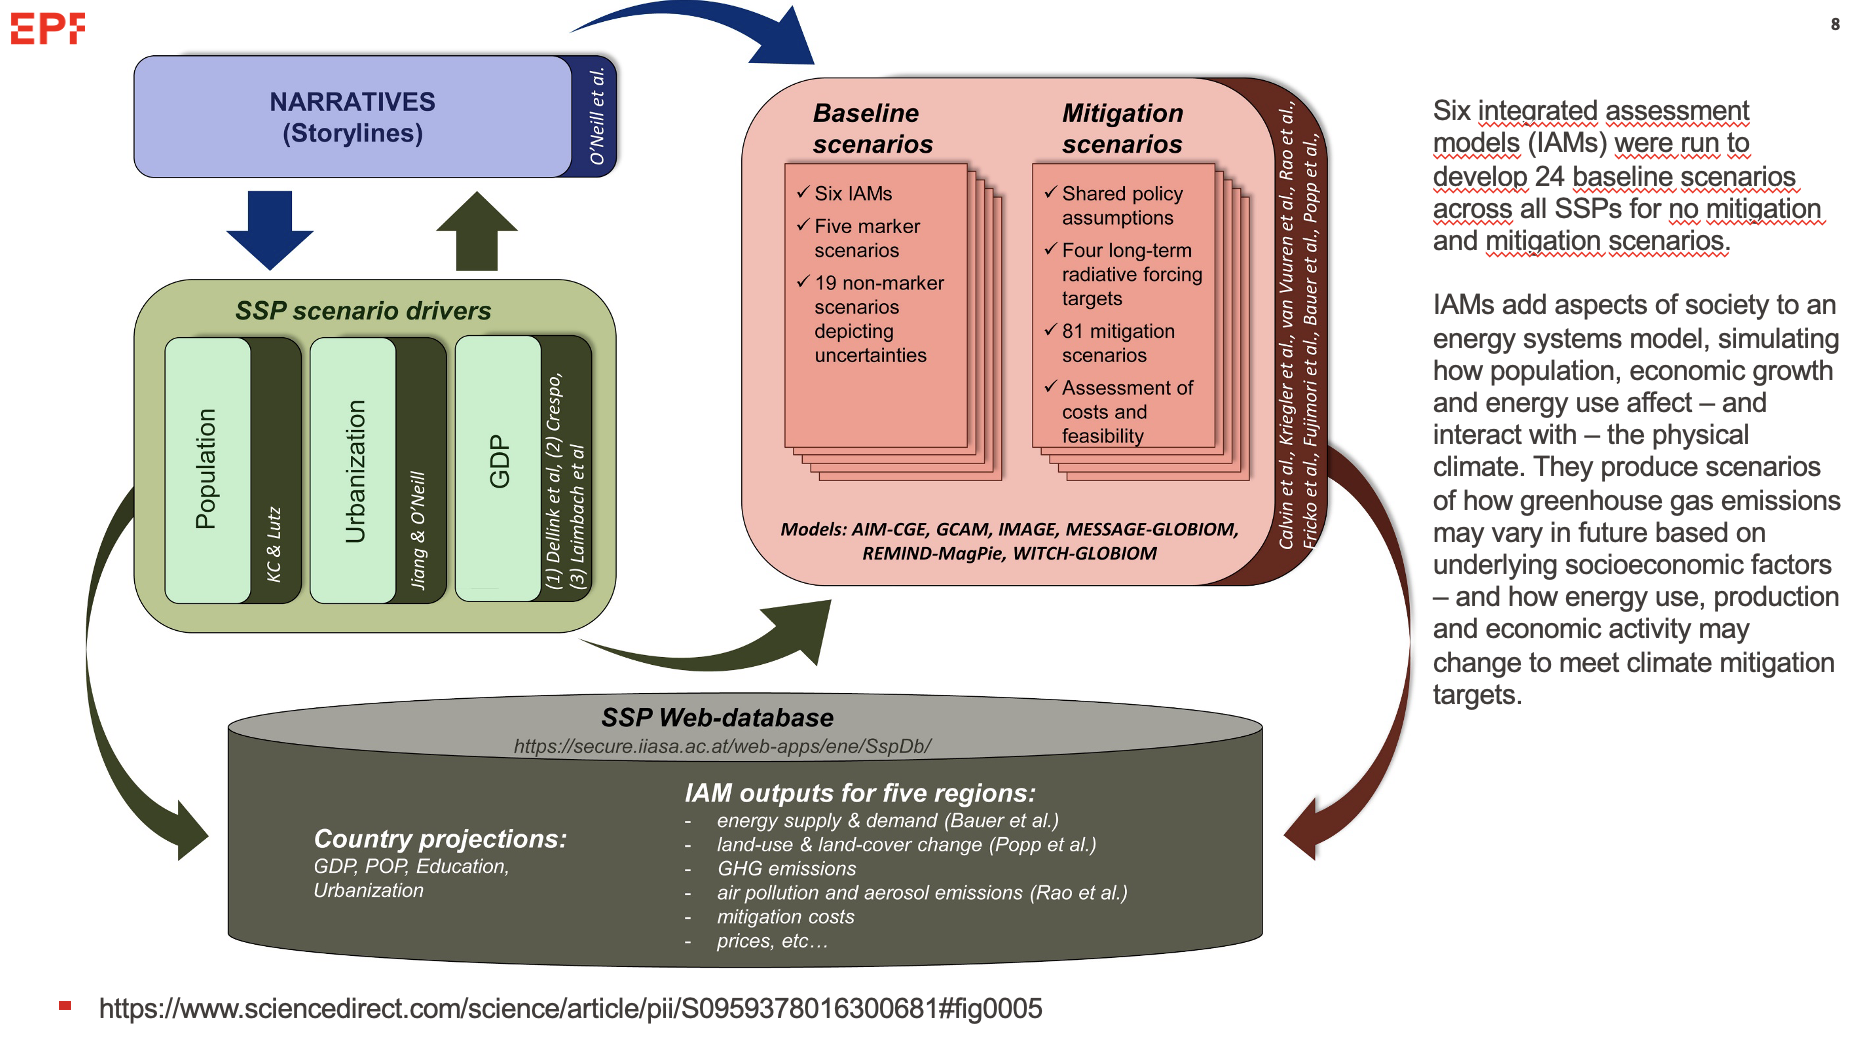 EPF
8
NARRATIVES
(Storylines)
O'Neill et al.
SSP scenario drivers
Population
KC & Lutz
Urbanization
Jiang & O'Neill
GDP
(1) Dellink et al, (2) Crespo,
(3) Laimbach et al
Baseline
scenarios
✓ Six IAMs
✓ Five marker
scenarios
✓ 19 non-marker
scenarios
depicting
uncertainties
Mitigation
scenarios
✓ Shared policy
assumptions
✓ Four long-term
radiative forcing
targets
✓ 81 mitigation
scenarios
✓ Assessment of
costs and
feasibility
Models: AIM-CGE, GCAM, IMAGE, MESSAGE-GLOBIOM,
REMIND-MagPie, WITCH-GLOBIOM
Calvin et al., Kriegler et al., van Vuuren et al., Rao et al.,
Fricko et al., Fujimori et al., Bauer et al., Popp et al.,
SSP Web-database
https://secure.iiasa.ac.at/web-apps/ene/SspDb/
Country projections:
GDP, POP, Education,
Urbanization
IAM outputs for five regions:
- energy supply & demand (Bauer et al.)
- land-use & land-cover change (Popp et al.)
- GHG emissions
- air pollution and aerosol emissions (Rao et al.)
- mitigation costs
- prices, etc…
Six integrated assessment
models (IAMs) were run to
develop 24 baseline scenarios
across all SSPs for no mitigation
and mitigation scenarios.
IAMs add aspects of society to an
energy systems model, simulating
how population, economic growth
and energy use affect – and
interact with – the physical
climate. They produce scenarios
of how greenhouse gas emissions
may vary in future based on
underlying socioeconomic factors
– and how energy use, production
and economic activity may
change to meet climate mitigation
targets.
https://www.sciencedirect.com/science/article/pii/S0959378016300681#fig0005